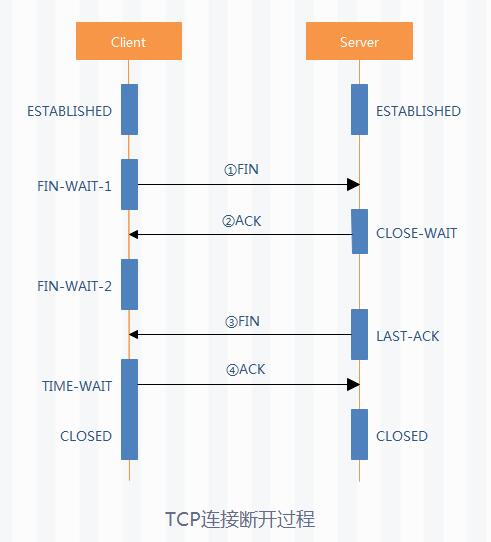 Client
Server
ESTABLISHED
ESTABLISHED
①FIN
FIN-WAIT-1
②ACK
CLOSE-WAIT
FIN-WAIT-2
③FIN
LAST-ACK
④ACK
TIME-WAIT
CLOSED
CLOSED
TCP连接断开过程